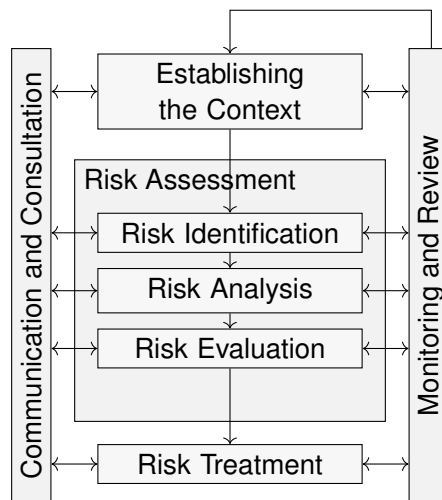 Communication and Consultation
Establishing
the Context
Risk Assessment
Risk Identification
Risk Analysis
Risk Evaluation
Risk Treatment
Monitoring and Review